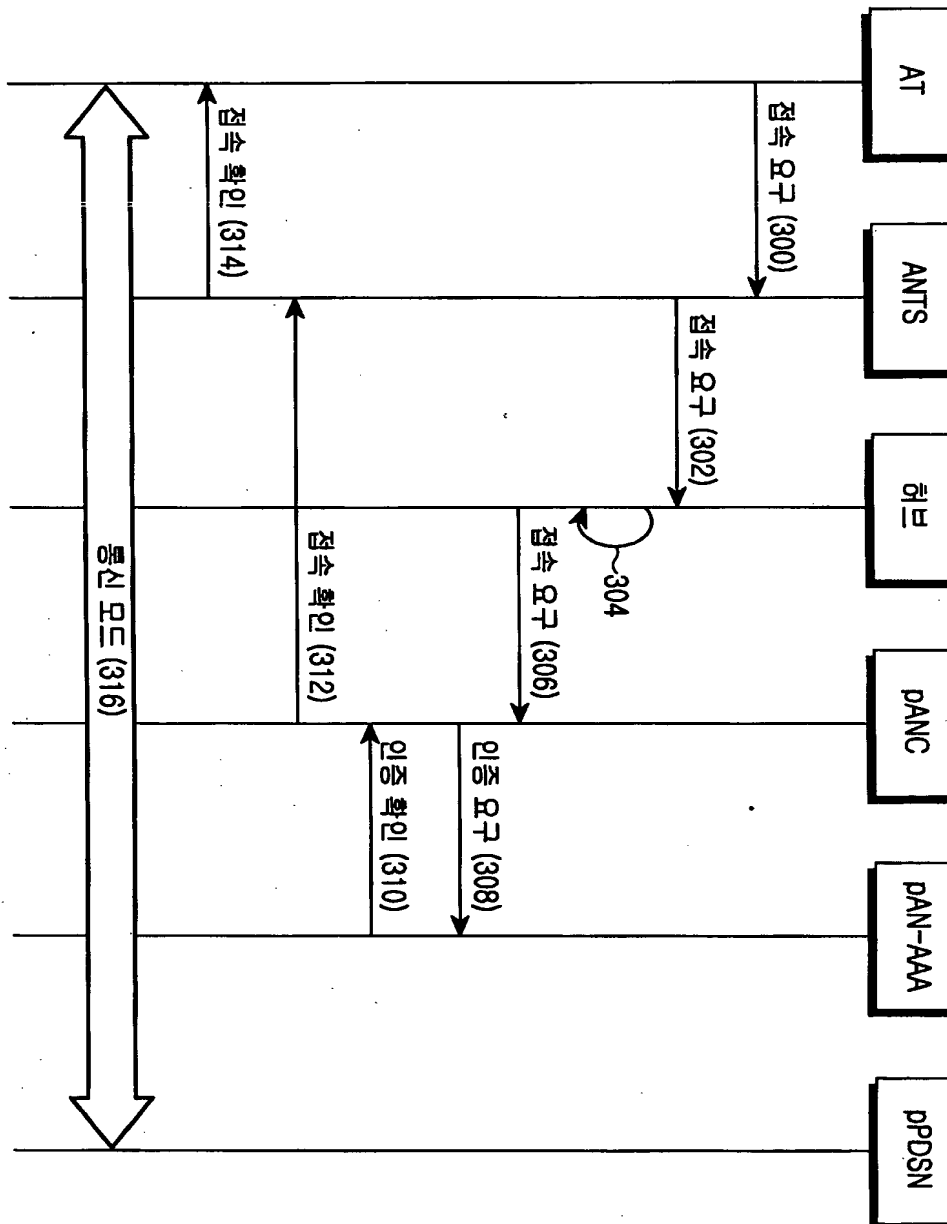 AT
ANTS
허브
pANC
pAN-AAA
pPDSN
접속 요구 (300)
접속 요구 (302)
304
접속 요구 (306)
인증 요구 (308)
인증 확인 (310)
접속 확인 (312)
접속 확인 (314)
통신 모드 (316)